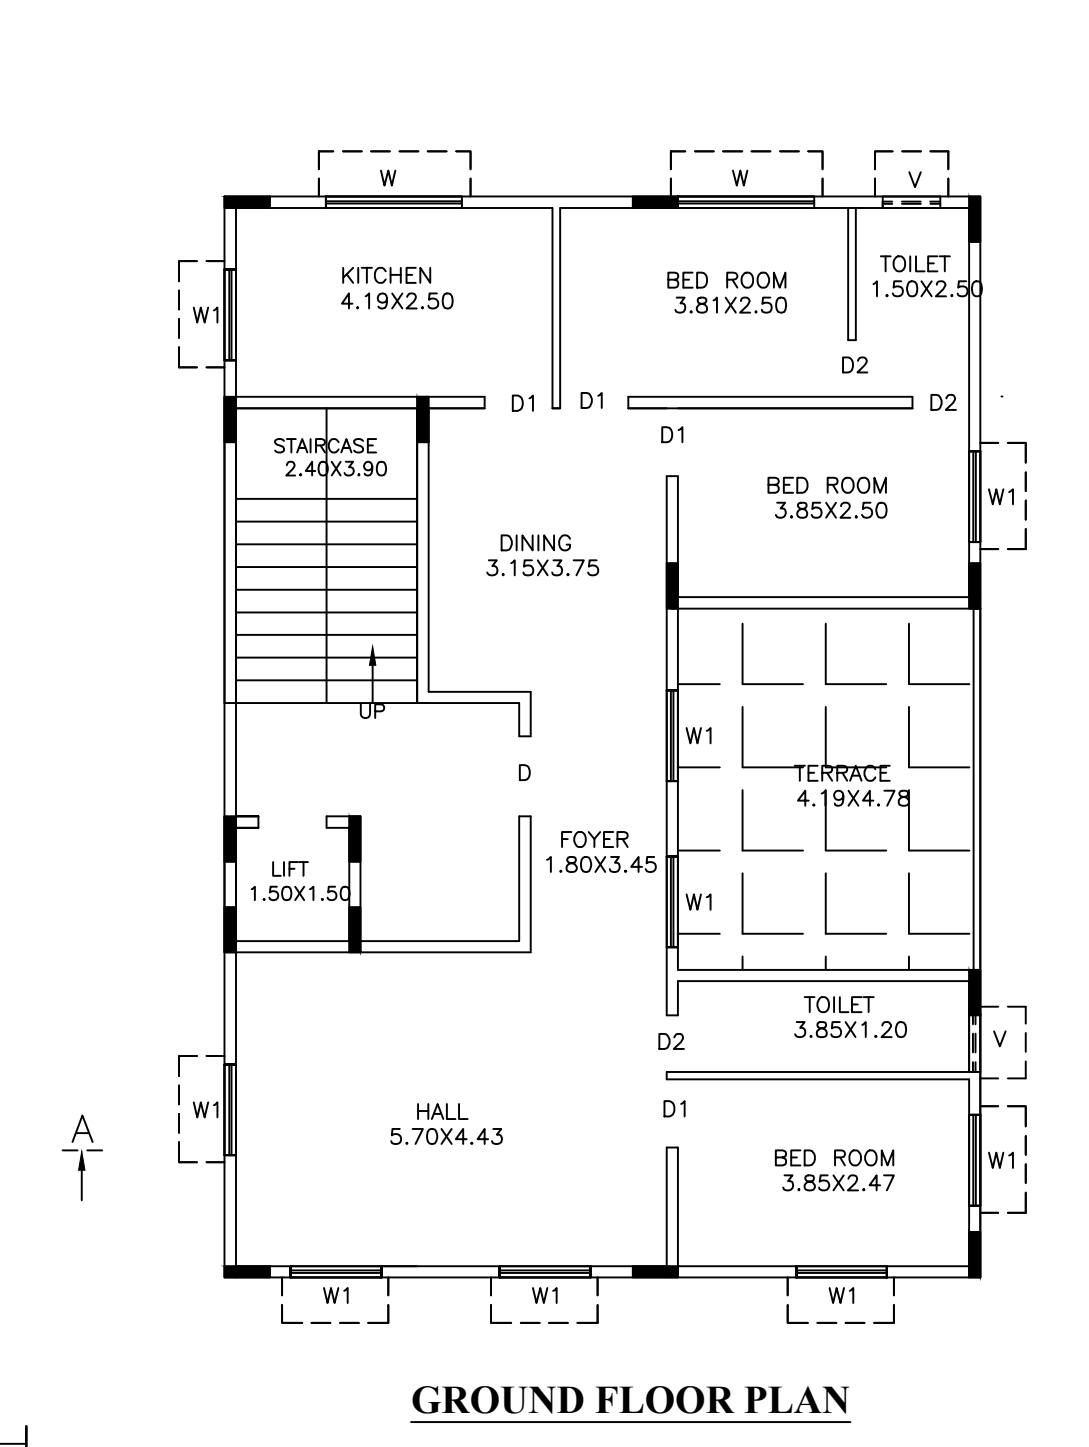 W
W
V
KITCHEN
4.19X2.50
BED ROOM
3.81X2.50
TOILET
1.50X2.50
W1
D2
D1
D1
D2
D1
STAIRCASE
2.40X3.90
BED ROOM
3.85X2.50
W1
DINING
3.15X3.75
UP
W1
D
TERRACE
4.19X4.78
FOYER
1.80X3.45
LIFT
1.50X1.50
W1
TOILET
3.85X1.20
D2
V
W1
HALL
5.70X4.43
D1
A
BED ROOM
3.85X2.47
W1
W1
W1
W1
GROUND FLOOR PLAN